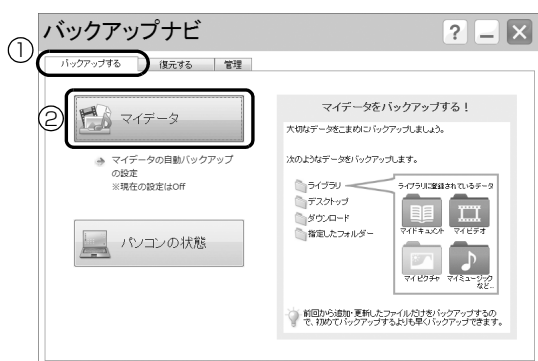 バックアップナビ
?
①
バックアップする
復元する
管理
②
マイデータ
マイデータの自動バックアップ
の設定
※現在の設定はOff
パソコンの状態
マイデータをバックアップする！
大切なデータをこまめにバックアップしましょう。
次のようなデータをバックアップします。
ライブラリ
デスクトップ
ダウンロード
指定したフォルダー
ライブラリに登録されているデータ
マイドキュメント
マイビデオ
マイピクチャ
マイミュージック
など...
前回から追加・更新したファイルだけをバックアップするの
で、初めてバックアップするよりも早くバックアップできます。